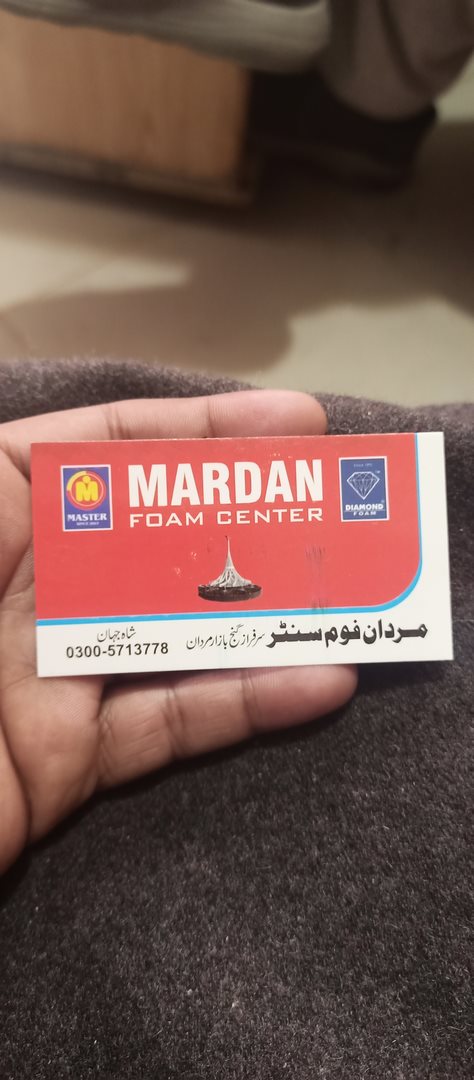 M
MASTER
MARDAN
FOAM CENTER
DIAMOND
FOAM
مردان فوم سنٹر سرفراز گنج بازار مردان
شاہ جہان
0300-5713778